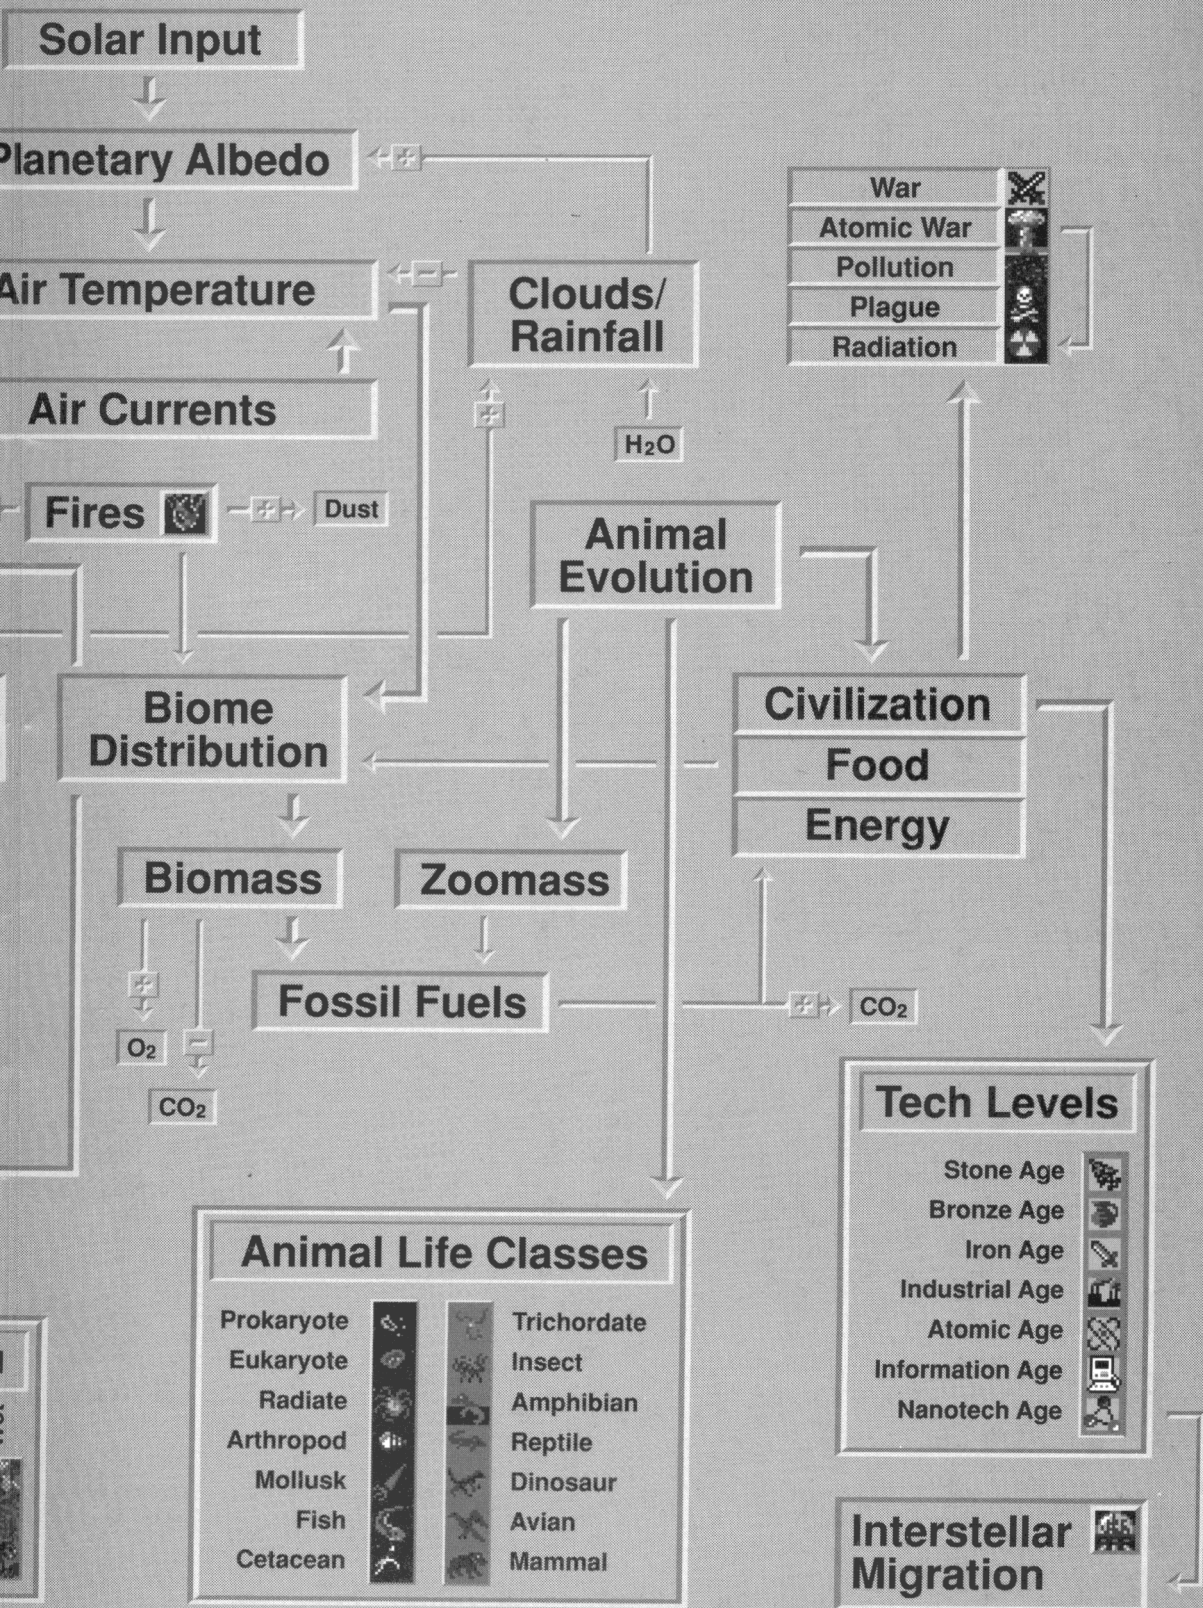 Solar Input
Planetary Albedo
Air Temperature
Clouds/
Rainfall
War
Atomic War
Pollution
Plague
Radiation
Air Currents
H2O
Fires
Dust
Animal
Evolution
Biome
Distribution
Civilization
Food
Energy
Biomass
Zoomass
Fossil Fuels
CO2
O2
CO2
Tech Levels
Stone Age
Bronze Age
Iron Age
Industrial Age
Atomic Age
Information Age
Nanotech Age
Animal Life Classes
Prokaryote
Eukaryote
Radiate
Arthropod
Mollusk
Fish
Cetacean
Trichordate
Insect
Amphibian
Reptile
Dinosaur
Avian
Mammal
Interstellar
Migration